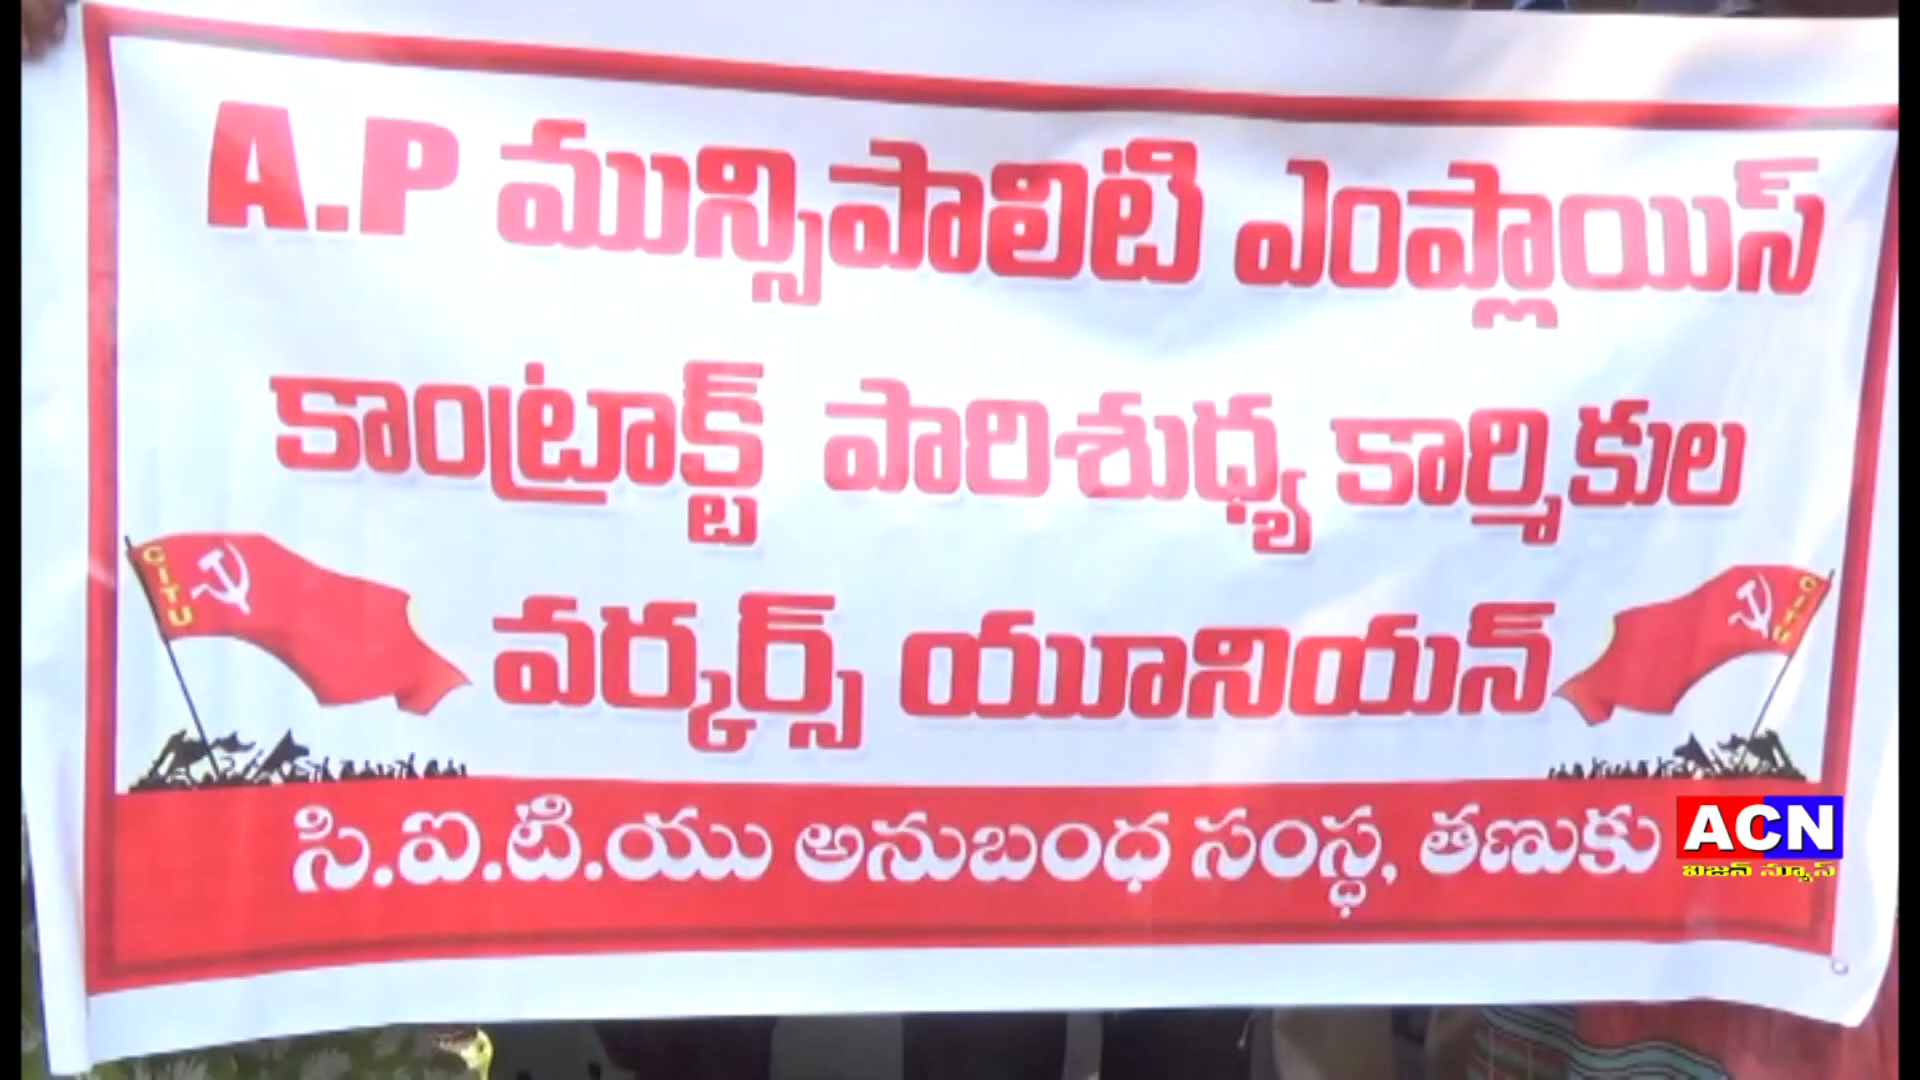 A.P మున్సిపాలిటి ఎంప్లాయిస్
కాంట్రాక్ట్ పారిశుధ్య కార్మికుల
CITU
CITU
వర్కర్స్ యూనియన్
సి.ఐ.టి.యు అనుబంధ సంస్థ, తణుకు
ACN
విజన్ న్యూస్